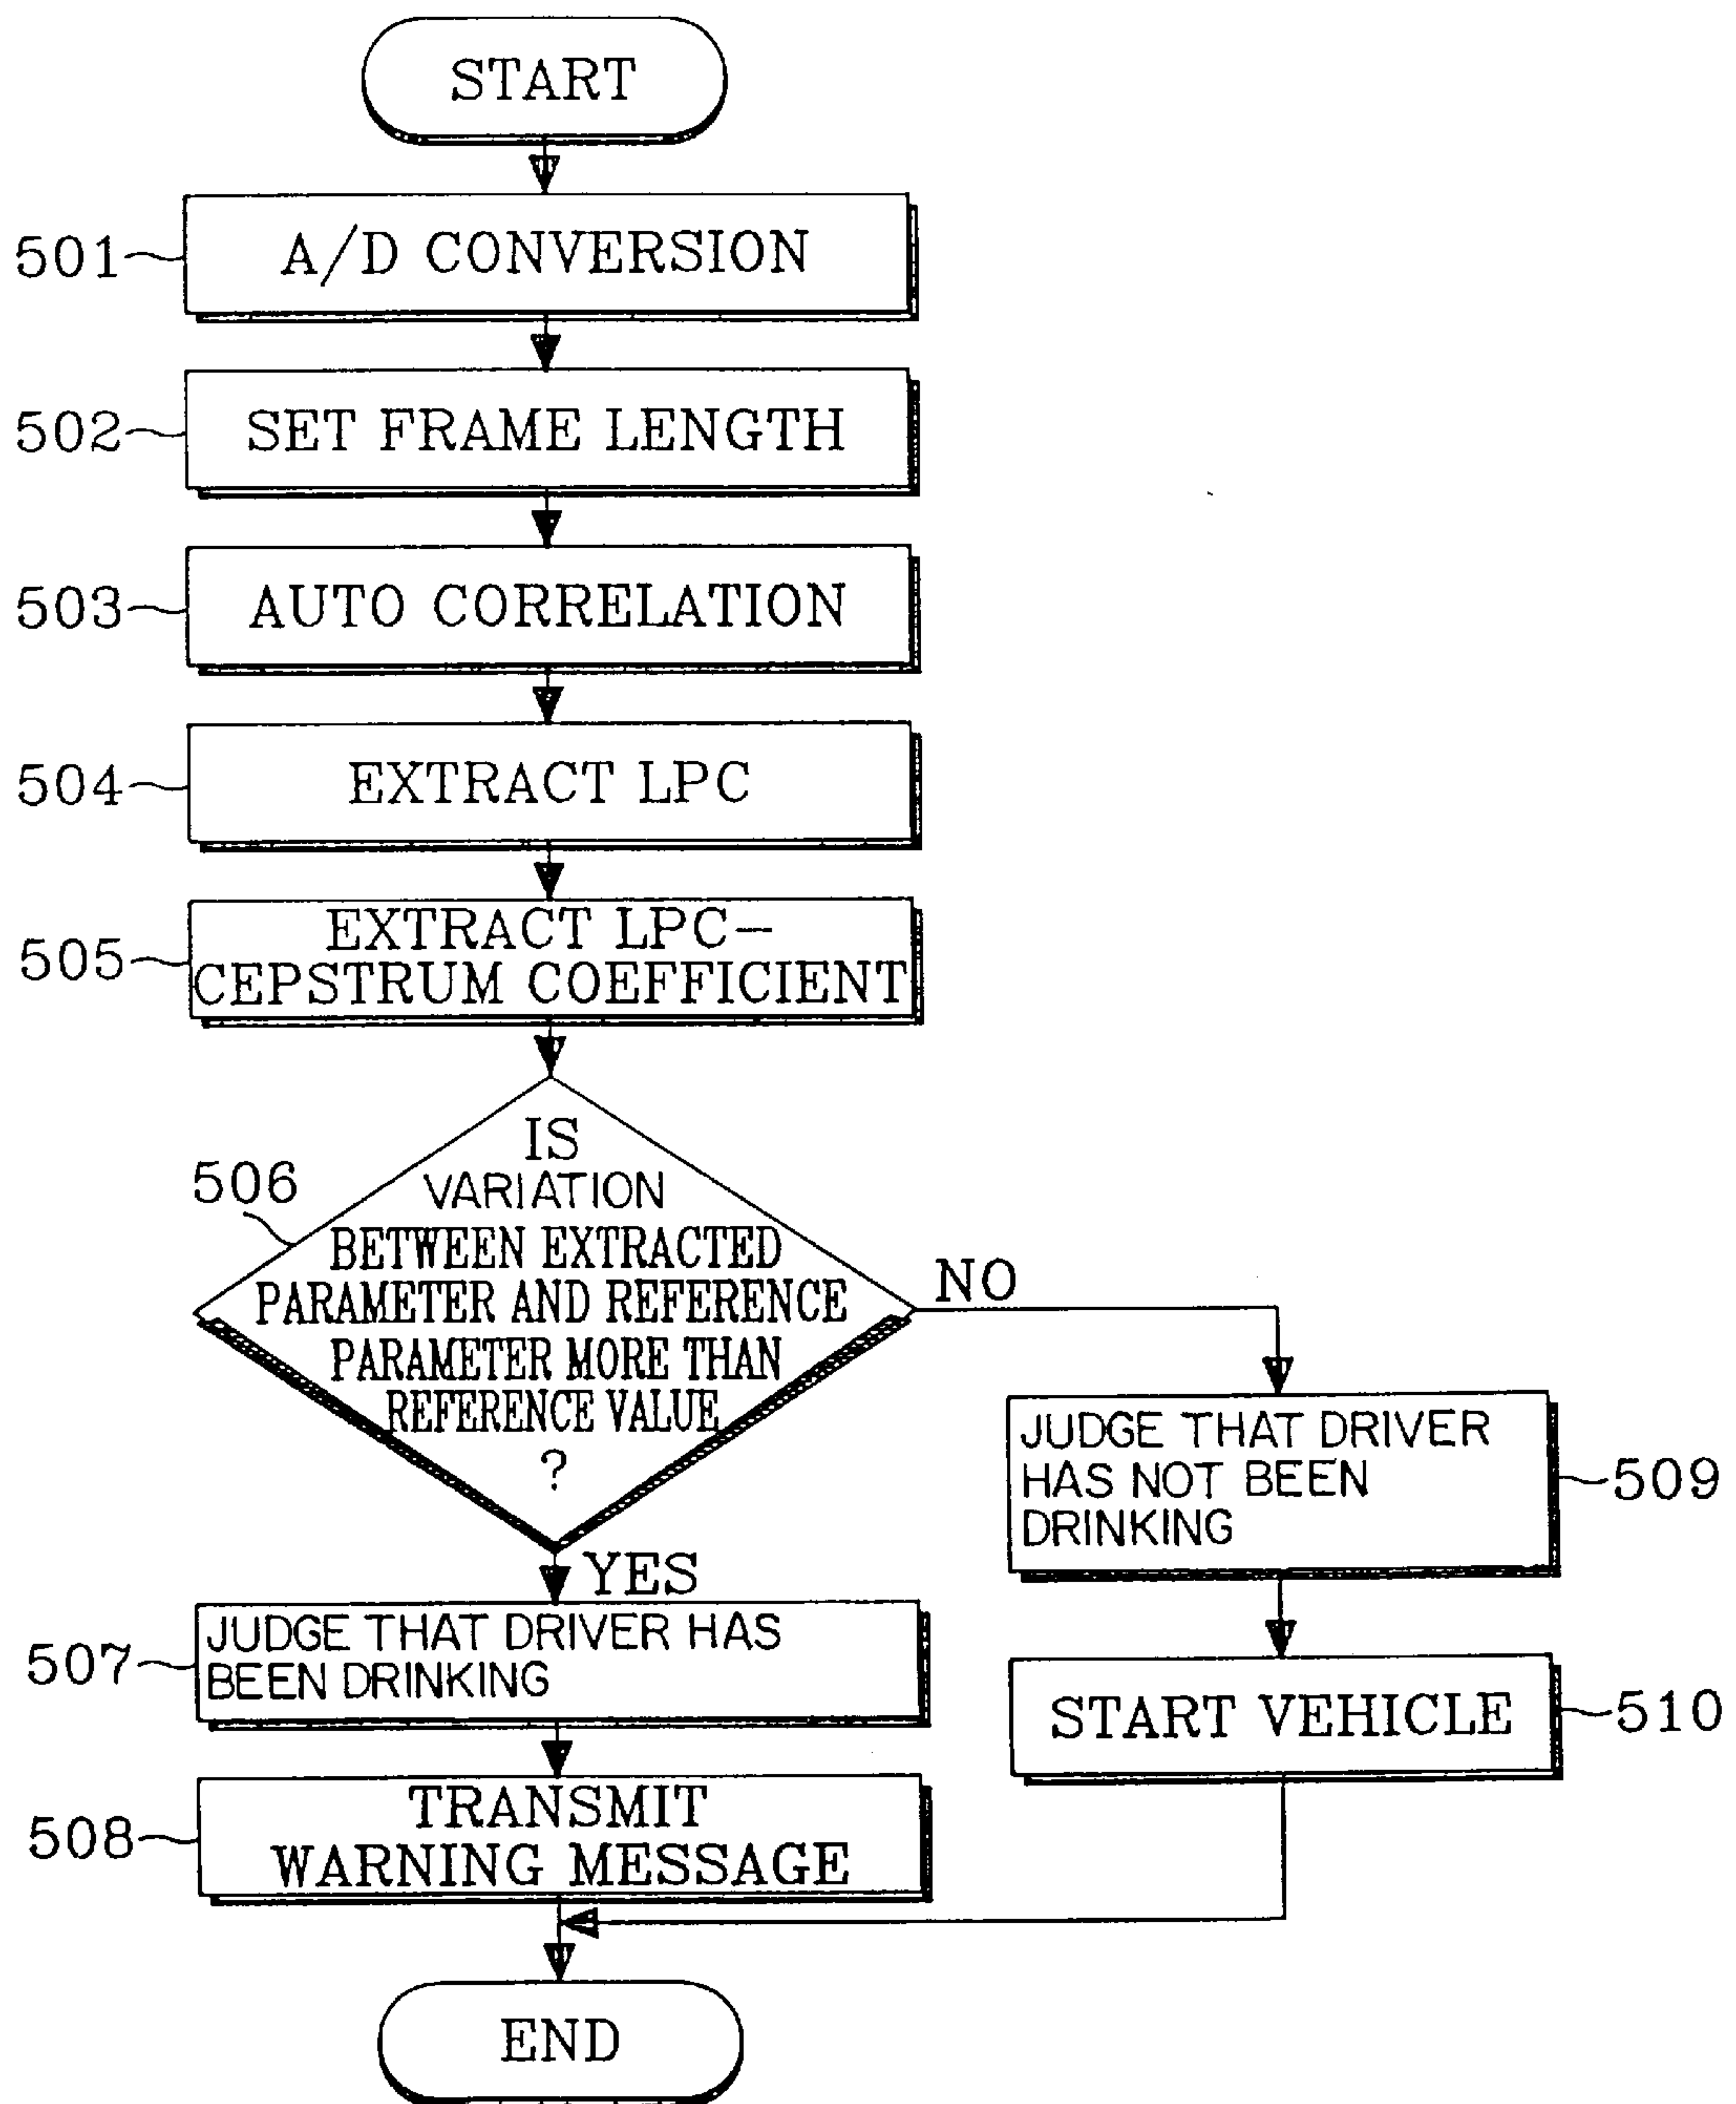 START
501
A/D CONVERSION
502
SET FRAME LENGTH
503
AUTO CORRELATION
504
EXTRACT LPC
505
EXTRACT LPC-
CEPSTRUM COEFFICIENT
506
IS
VARIATION
BETWEEN EXTRACTED
PARAMETER AND REFERENCE
PARAMETER MORE THAN
REFERENCE VALUE
?
NO
YES
JUDGE THAT DRIVER
HAS NOT BEEN
DRINKING
509
507
JUDGE THAT DRIVER HAS
BEEN DRINKING
START VEHICLE
510
508
TRANSMIT
WARNING MESSAGE
END